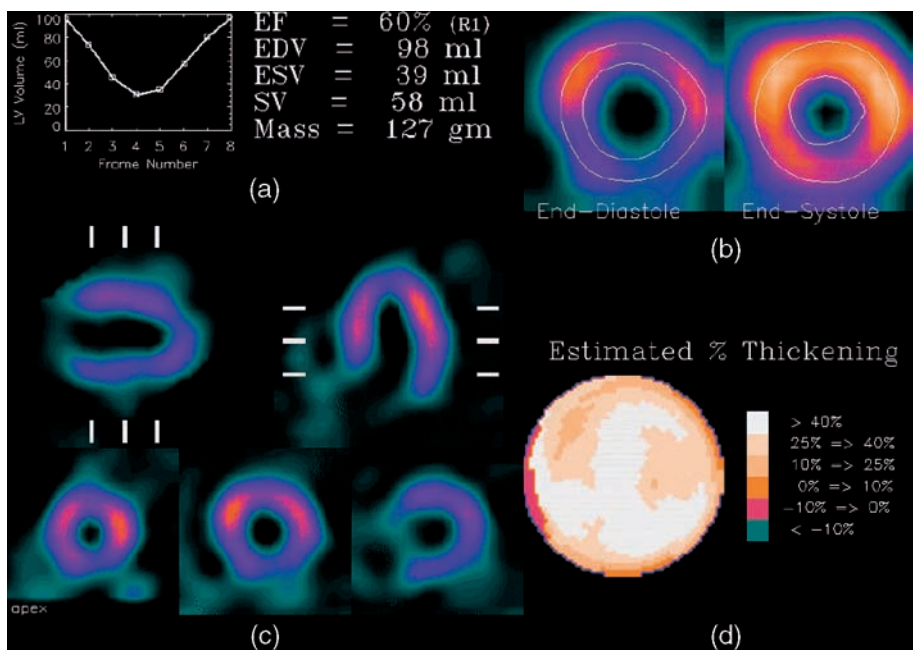 100
80
60
40
20
0
LV Volume (ml)
1 2 3 4 5 6 7 8
Frame Number
EF = 60% (R1)
EDV = 98 ml
ESV = 39 ml
SV = 58 ml
Mass = 127 gm
(a)
End-Diastole
End-Systole
(b)
apex
(c)
Estimated % Thickening
> 40%
25% => 40%
10% => 25%
0% => 10%
-10% => 0%
< -10%
(d)